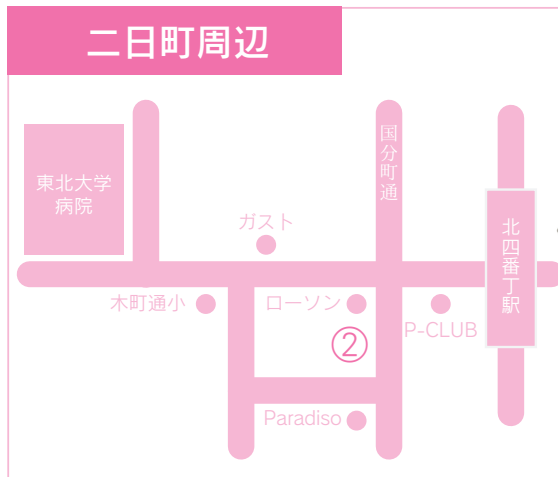 二日町周辺
国分町通
東北大学
病院
北四番丁駅
ガスト
木町通小
ローソン
②
P-CLUB
Paradiso